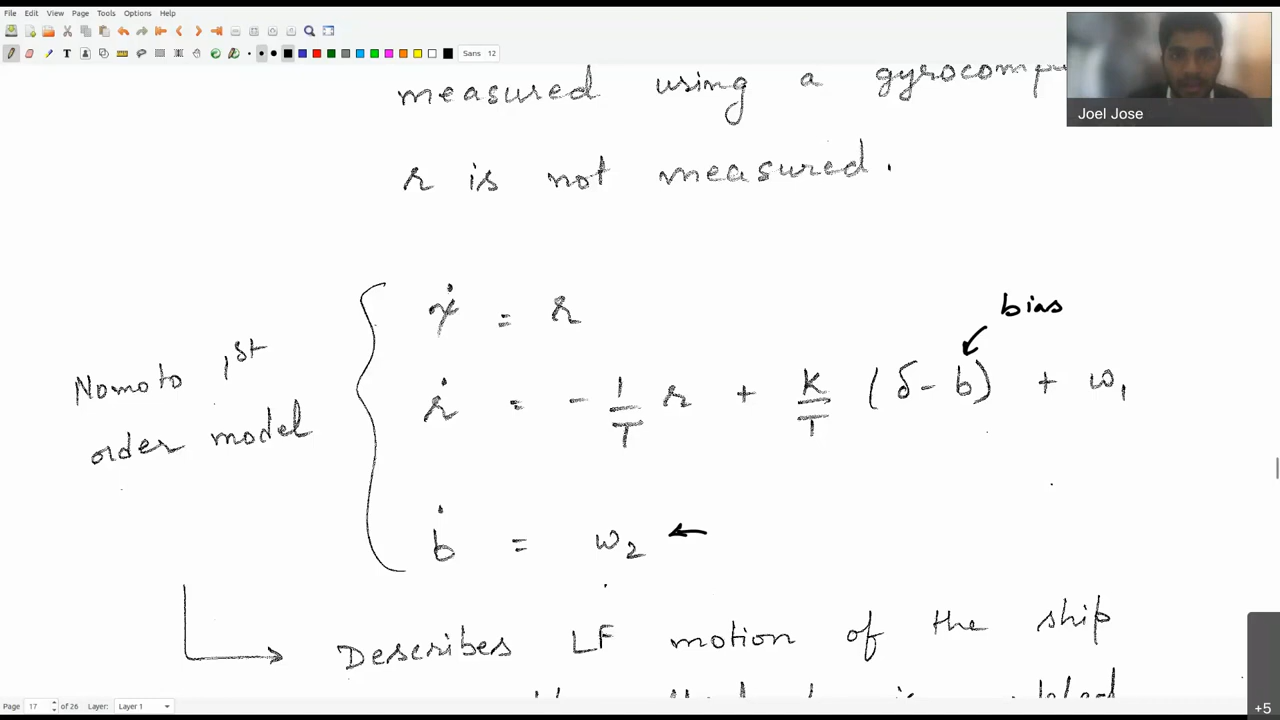 File Edit View Page Tools Options Help
Sans 12
Joel Jose
measured using a
r is not measured.
bias
Nomoto 1st order model
ψ̇ = r
ṙ = - 1/T r + K/T (δ - b) + w1
ḃ = w2
Describes LF motion of the ship
Page 17 of 26 Layer: Layer 1
+5